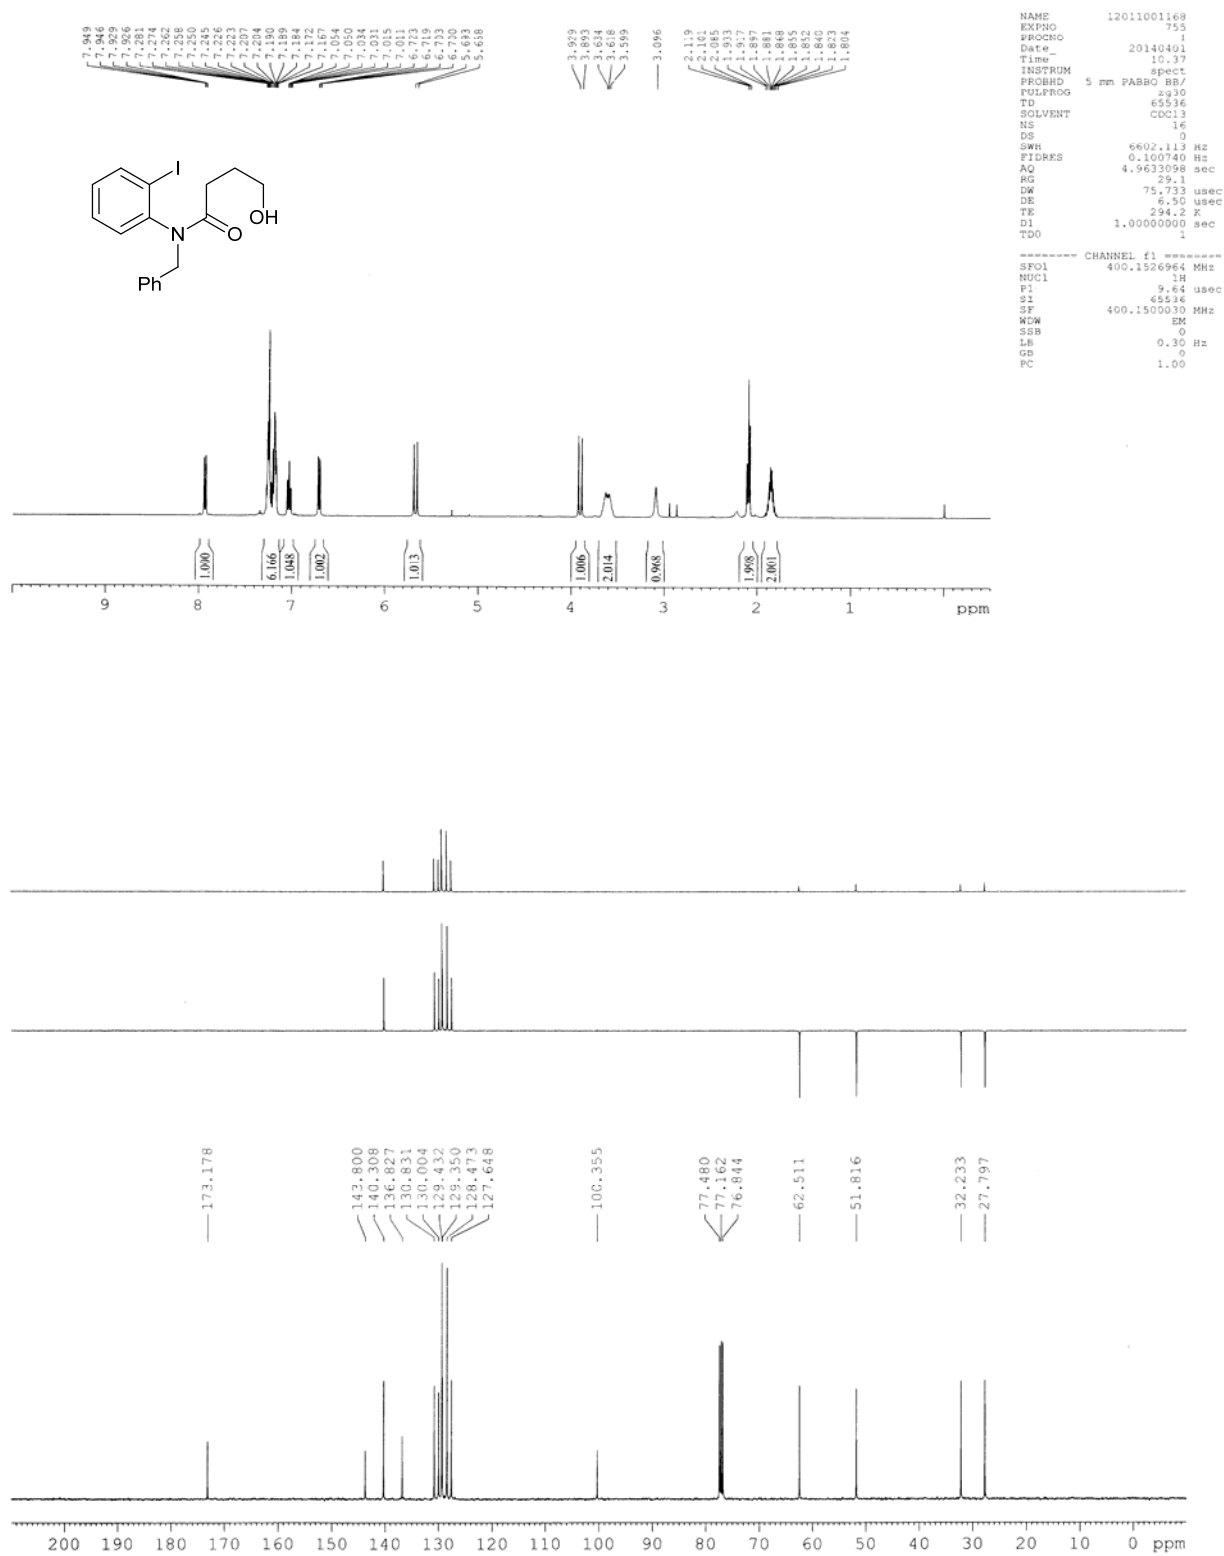 7.949
7.946
7.929
7.926
7.281
7.274
7.262
7.258
7.250
7.245
7.226
7.223
7.207
7.204
7.190
7.189
7.184
7.172
7.167
7.054
7.050
7.034
7.031
7.015
7.011
6.723
6.719
6.703
6.700
5.693
5.658
3.929
3.893
3.634
3.618
3.599
3.096
2.119
2.101
2.085
1.933
1.917
1.897
1.881
1.868
1.855
1.852
1.840
1.823
1.804
NAME 12011001168
EXPNO 755
PROCNO 1
Date_ 20140401
Time 10.37
INSTRUM spect
PROBHD 5 mm PABBO BB/
PULPROG zg30
TD 65536
SOLVENT CDCl3
NS 16
DS 0
SWH 6602.113 Hz
FIDRES 0.100740 Hz
AQ 4.9633098 sec
RG 29.1
DW 75.733 usec
DE 6.50 usec
TE 294.2 K
D1 1.00000000 sec
TD0 1
======== CHANNEL f1 ========
SFO1 400.1526964 MHz
NUC1 1H
P1 9.64 usec
SI 65536
SF 400.1500030 MHz
WDW EM
SSB 0
LB 0.30 Hz
GB 0
PC 1.00
I
OH
N
O
Ph
1.000
6.166
1.048
1.002
1.013
1.006
2.014
0.968
1.998
2.001
9 8 7 6 5 4 3 2 1 ppm
173.178
143.800
140.308
136.827
130.831
130.004
129.432
129.350
128.473
127.648
100.355
77.480
77.162
76.844
62.511
51.816
32.233
27.797
200 190 180 170 160 150 140 130 120 110 100 90 80 70 60 50 40 30 20 10 0 ppm